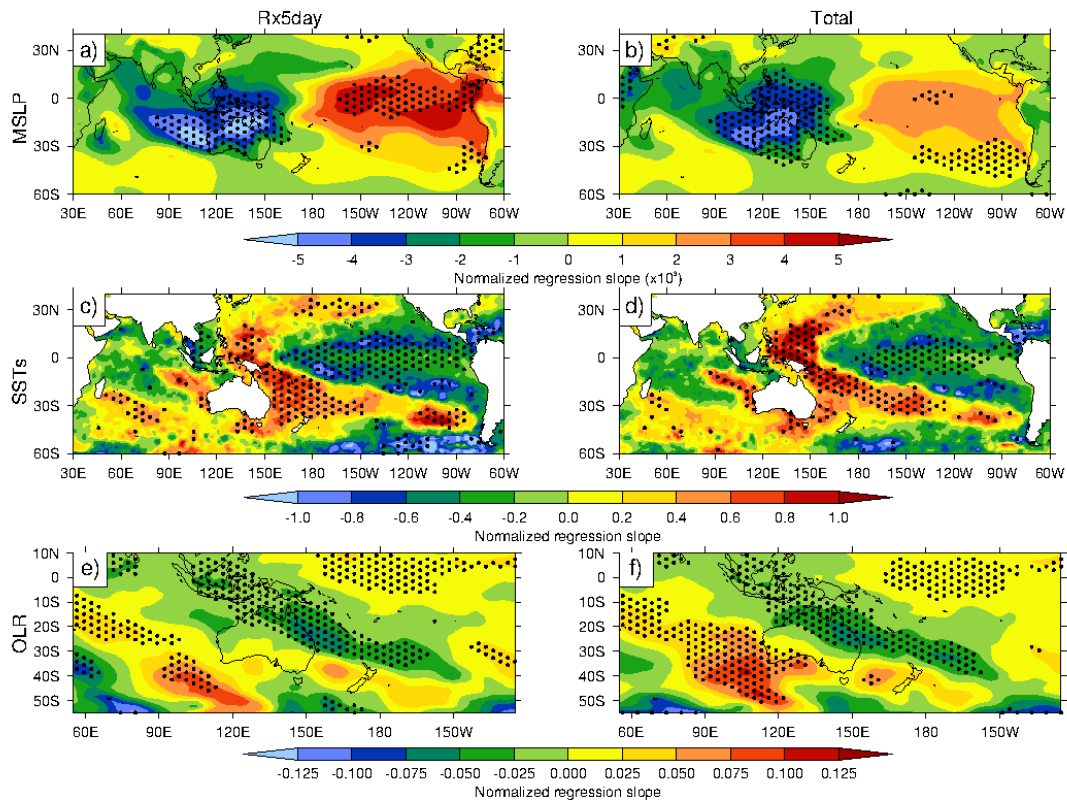 Rx5day Total
MSLP
a) b)
30N 30N
0 0
30S 30S
60S 60S
30E 60E 90E 120E 150E 180 150W 120W 90W 60W 30E 60E 90E 120E 150E 180 150W 120W 90W 60W
-5 -4 -3 -2 -1 0 1 2 3 4 5
Normalized regression slope (x10³)
SSTs
c) d)
30N 30N
0 0
30S 30S
60S 60S
30E 60E 90E 120E 150E 180 150W 120W 90W 60W 30E 60E 90E 120E 150E 180 150W 120W 90W 60W
-1.0 -0.8 -0.6 -0.4 -0.2 0.0 0.2 0.4 0.6 0.8 1.0
Normalized regression slope
OLR
e) f)
10N 10N
0 0
10S 10S
20S 20S
30S 30S
40S 40S
50S 50S
60E 90E 120E 150E 180 150W 60E 90E 120E 150E 180 150W
-0.125 -0.100 -0.075 -0.050 -0.025 0.000 0.025 0.050 0.075 0.100 0.125
Normalized regression slope